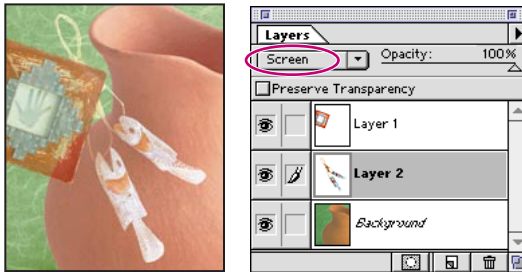 Layers
Screen
Opacity: 100%
Preserve Transparency
Layer 1
Layer 2
Background